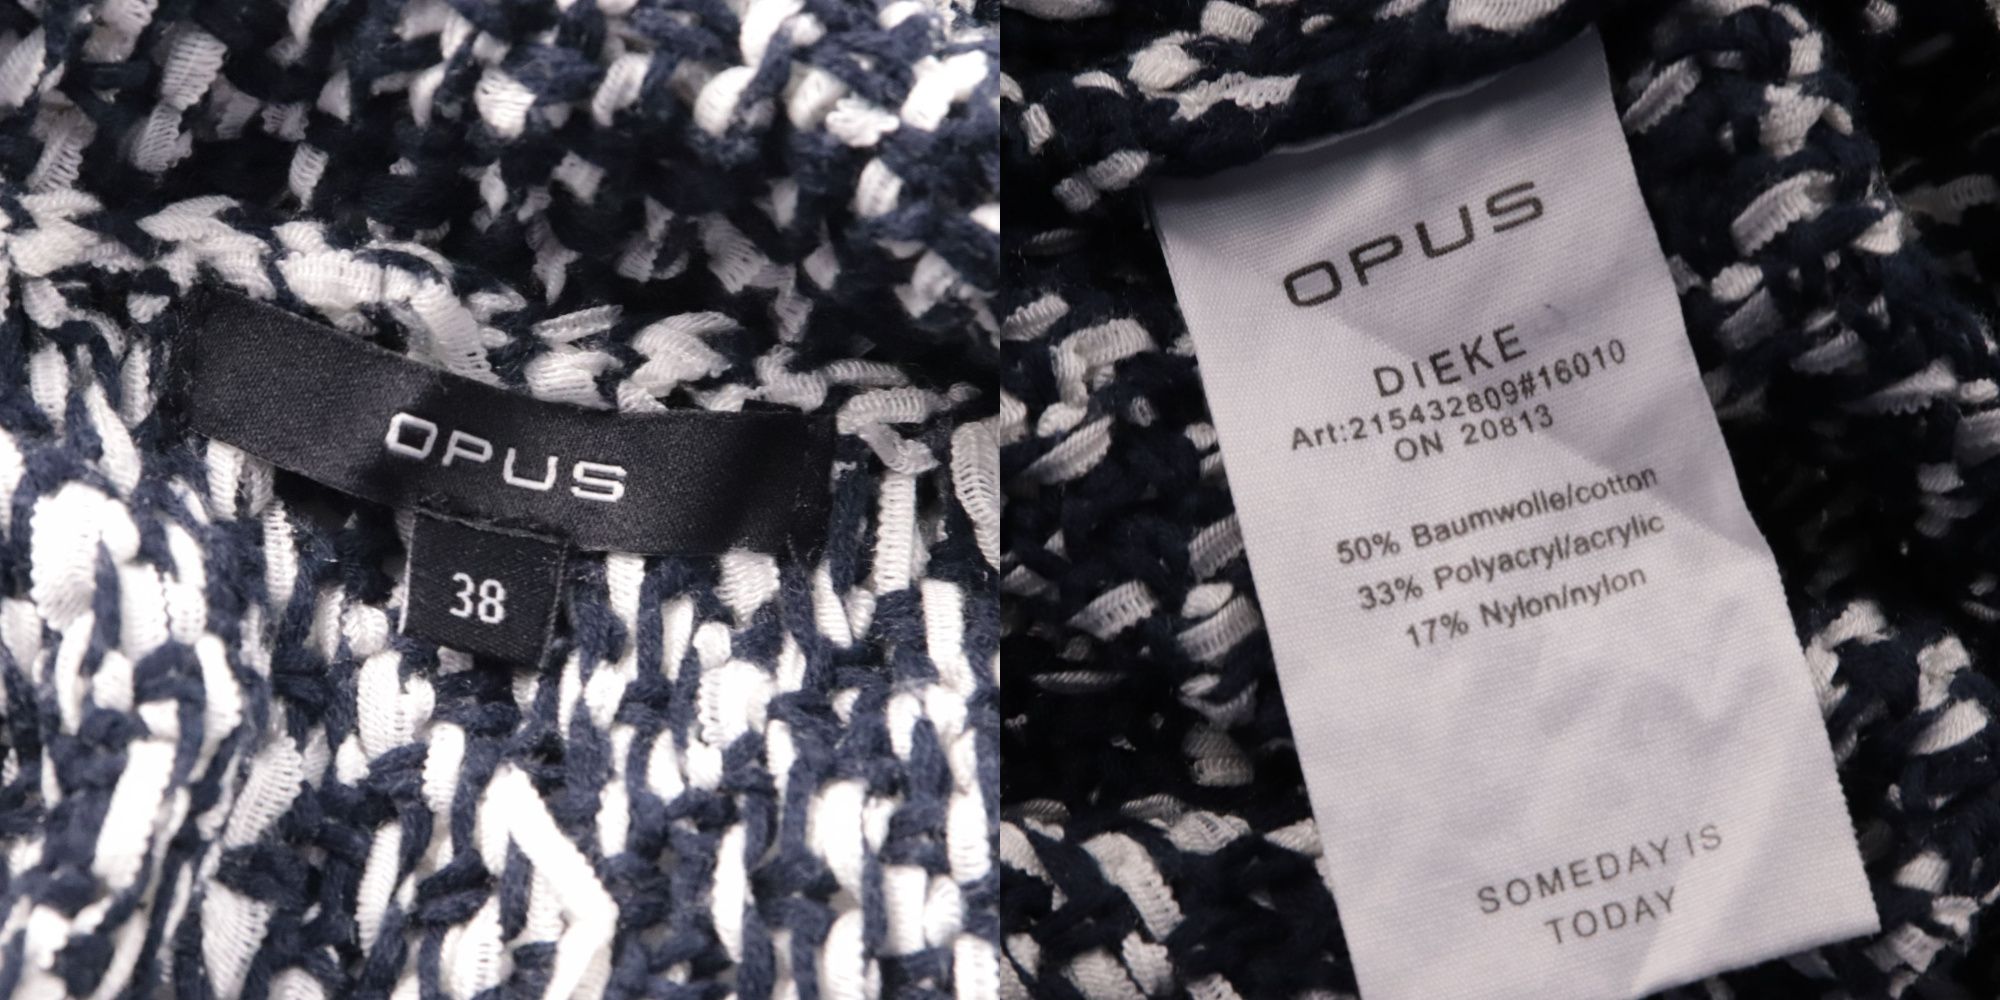 OPUS
38
OPUS
DIEKE
Art:215432809#16010
ON 20813
50% Baumwolle/cotton
33% Polyacryl/acrylic
17% Nylon/nylon
SOMEDAY IS
TODAY